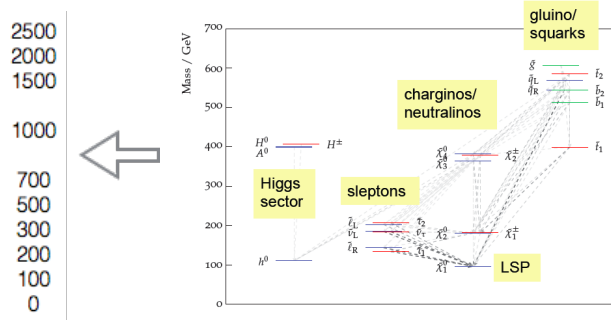 2500
2000
1500
1000
700
500
300
200
100
0
Mass / GeV
700
600
500
400
300
200
100
0
gluino/
squarks
g̃
q̃L
q̃R
t̃2
b̃2
b̃1
t̃1
charginos/
neutralinos
χ̃⁰4
χ̃⁰3
χ̃±2
χ̃⁰2
χ̃±1
χ̃⁰1
LSP
H⁰
A⁰
H±
Higgs
sector
h⁰
sleptons
ℓ̃L
ν̃L
ℓ̃R
τ̃2
ν̃τ
τ̃1